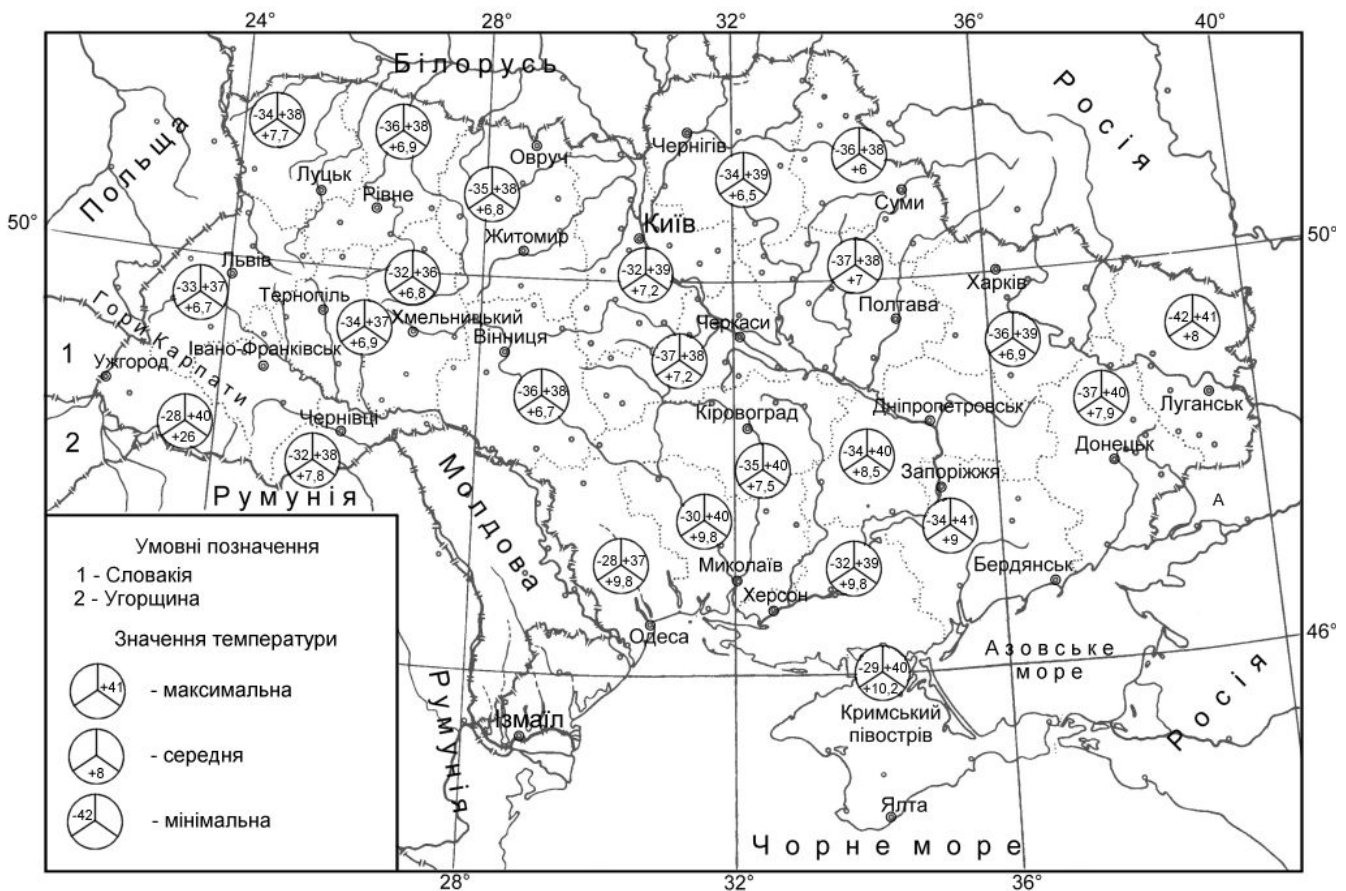 24°
28°
32°
36°
40°
Білорусь
Росія
Польща
-34 +38
+7,7
-36 +38
+6,9
Овруч
Чернігів
-36 +38
+6
-34 +39
+6,5
Луцьк
-35 +38
+6,8
Суми
Рівне
50°
Київ
50°
Житомир
Львів
-32 +36
+6,8
-32 +39
+7,2
-37 +38
+7
Харків
-33 +37
+6,7
Тернопіль
Полтава
-42 +41
+8
Гори Карпати
-34 +37
+6,9
Хмельницький
Вінниця
Черкаси
-36 +39
+6,9
1
Івано-Франківськ
-37 +38
+7,2
Ужгород
-36 +38
+6,7
-37 +40
+7,9
Луганськ
-28 +40
+26
Чернівці
Кіровоград
Дніпропетровськ
2
Донецьк
-32 +38
+7,8
-35 +40
+7,5
-34 +40
+8,5
Запоріжжя
Румунія
Молдова
А
-30 +40
+9,8
-34 +41
+9
Умовні позначення
1 - Словакія
2 - Угорщина
-28 +37
+9,8
Миколаїв
-32 +39
+9,8
Бердянськ
Херсон
Одеса
46°
Значення температури
Азовське
море
+41
- максимальна
-29 +40
+10,2
Росія
Румунія
Ізмаїл
Кримський
півострів
+8
- середня
-42
- мінімальна
Ялта
Чорне море
28°
32°
36°